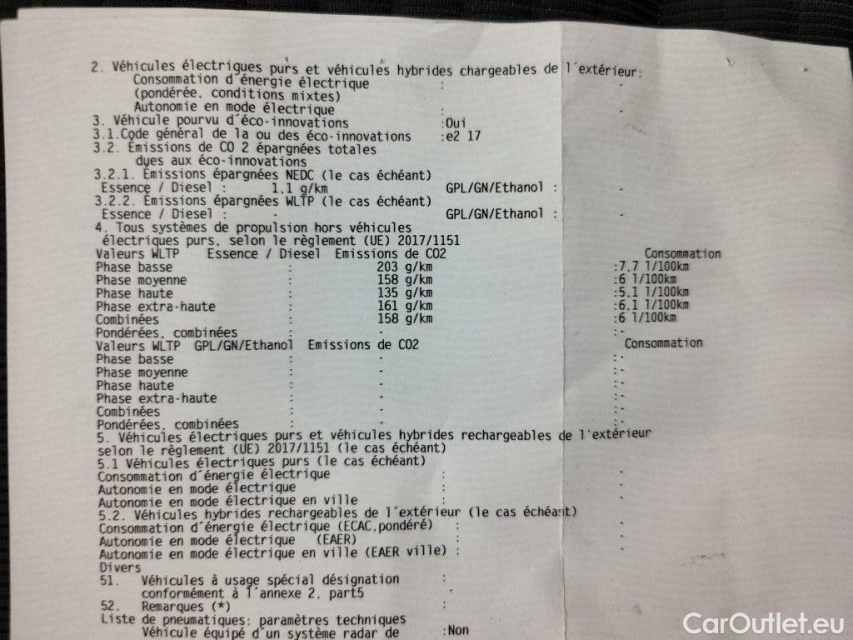 2. Véhicules électriques purs et véhicules hybrides chargeables de l'extérieur:
Consommation d'énergie électrique : -
(pondérée, conditions mixtes)
Autonomie en mode électrique : -
3. Véhicule pourvu d'éco-innovations :Oui
3.1.Code général de la ou des éco-innovations :e2 17
3.2. Émissions de CO 2 épargnées totales
dues aux éco-innovations
3.2.1. Émissions épargnées NEDC (le cas échéant)
Essence / Diesel : 1.1 g/km GPL/GN/Ethanol : -
3.2.2. Émissions épargnées WLTP (le cas échéant)
Essence / Diesel : - GPL/GN/Ethanol : -
4. Tous systèmes de propulsion hors véhicules
électriques purs, selon le règlement (UE) 2017/1151
Valeurs WLTP Essence / Diesel Emissions de CO2 Consommation
Phase basse : 203 g/km :7.7 l/100km
Phase moyenne : 158 g/km :6 l/100km
Phase haute : 135 g/km :5.1 l/100km
Phase extra-haute : 161 g/km :6.1 l/100km
Combinées : 158 g/km :6 l/100km
Pondérées, combinées : - :-
Valeurs WLTP GPL/GN/Ethanol Emissions de CO2 Consommation
Phase basse : - :-
Phase moyenne : - :-
Phase haute : - :-
Phase extra-haute : - :-
Combinées : - :-
Pondérées, combinées : - :-
5. Véhicules électriques purs et véhicules hybrides rechargeables de l'extérieur
selon le règlement (UE) 2017/1151 (le cas échéant)
5.1 Véhicules électriques purs (le cas échéant)
Consommation d'énergie électrique : -
Autonomie en mode électrique : -
Autonomie en mode électrique en ville : -
5.2. Véhicules hybrides rechargeables de l'extérieur (le cas échéant)
Consommation d'énergie électrique (ECAC,pondéré) : -
Autonomie en mode électrique (EAER) : -
Autonomie en mode électrique en ville (EAER ville) : -
Divers
51. Véhicules à usage spécial désignation :
conformément à l'annexe 2, part5 -
52. Remarques (*) :
Liste de pneumatiques: paramètres techniques
Véhicule équipé d'un système radar de :Non
CarOutlet.eu